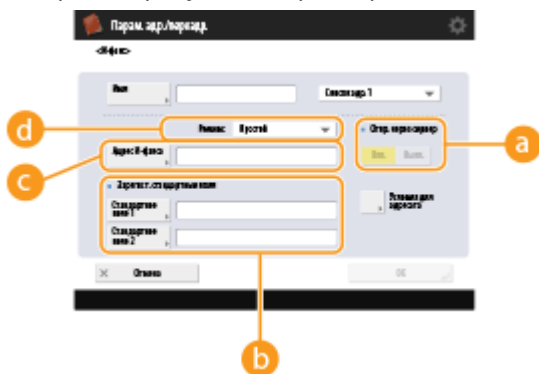 Парам. адр./переадр.
<И-факс>
Имя
Список адр. 1
d
Режим:
Простой
Отпр. через сервер
a
Вкл.
Выкл.
c
Адрес И-факса
Зарегист. стандартные поля
Стандартное
поле 1
Условия для
адресата
Стандартное
поле 2
Отмена
OK
b